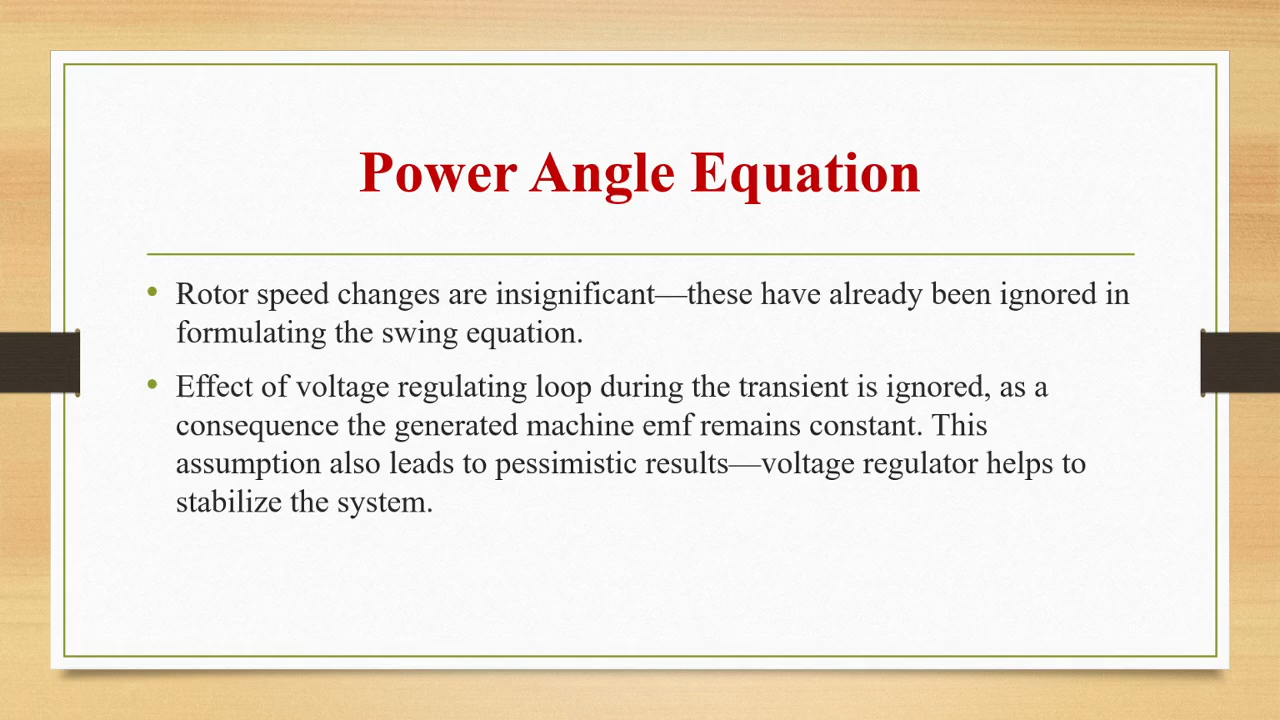 Power Angle Equation
• Rotor speed changes are insignificant—these have already been ignored in
formulating the swing equation.
• Effect of voltage regulating loop during the transient is ignored, as a
consequence the generated machine emf remains constant. This
assumption also leads to pessimistic results—voltage regulator helps to
stabilize the system.